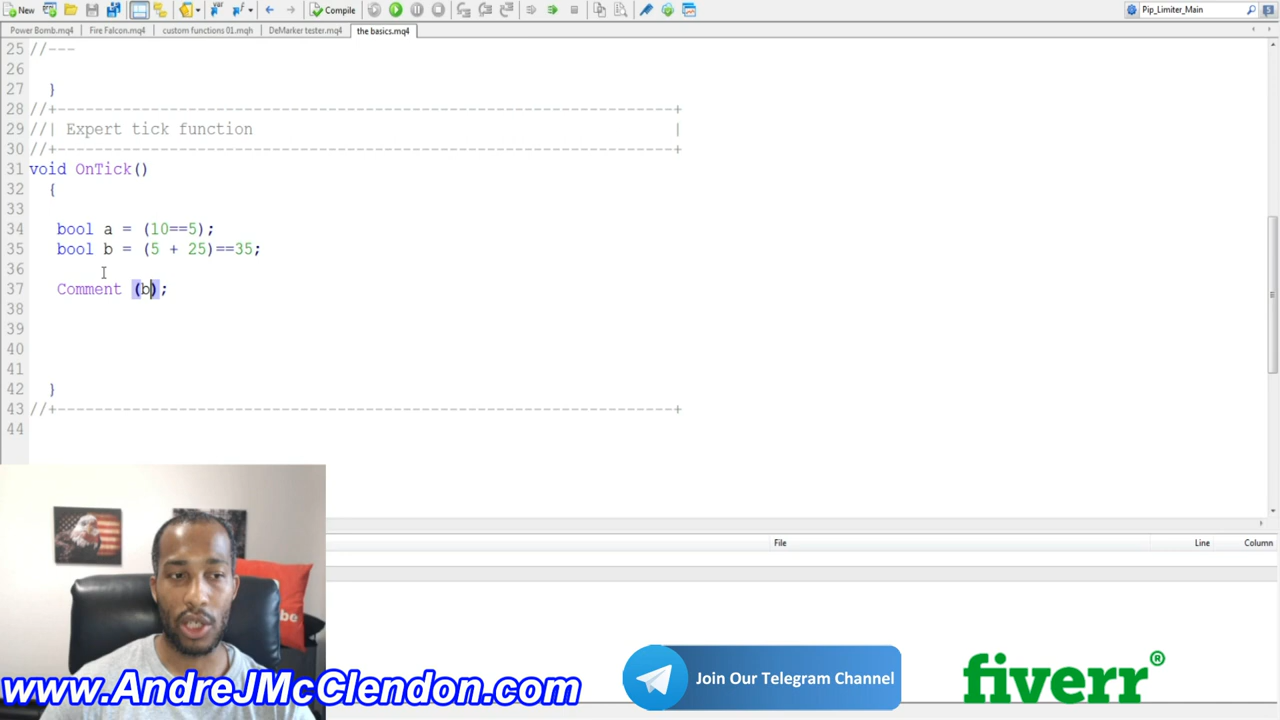 New
var
Compile
Pip_Limiter_Main
Power Bomb.mq4
Fire Falcon.mq4
custom functions 01.mqh
DeMarker tester.mq4
the basics.mq4
25 //---
26
27 }
28 //+------------------------------------------------------------------+
29 //| Expert tick function |
30 //+------------------------------------------------------------------+
31 void OnTick()
32 {
33
34 bool a = (10==5);
35 bool b = (5 + 25)==35;
36
37 Comment (b);
38
39
40
41
42 }
43 //+------------------------------------------------------------------+
44
File
Line
Column
be
www.AndreJMcClendon.com
Join Our Telegram Channel
fiverr®